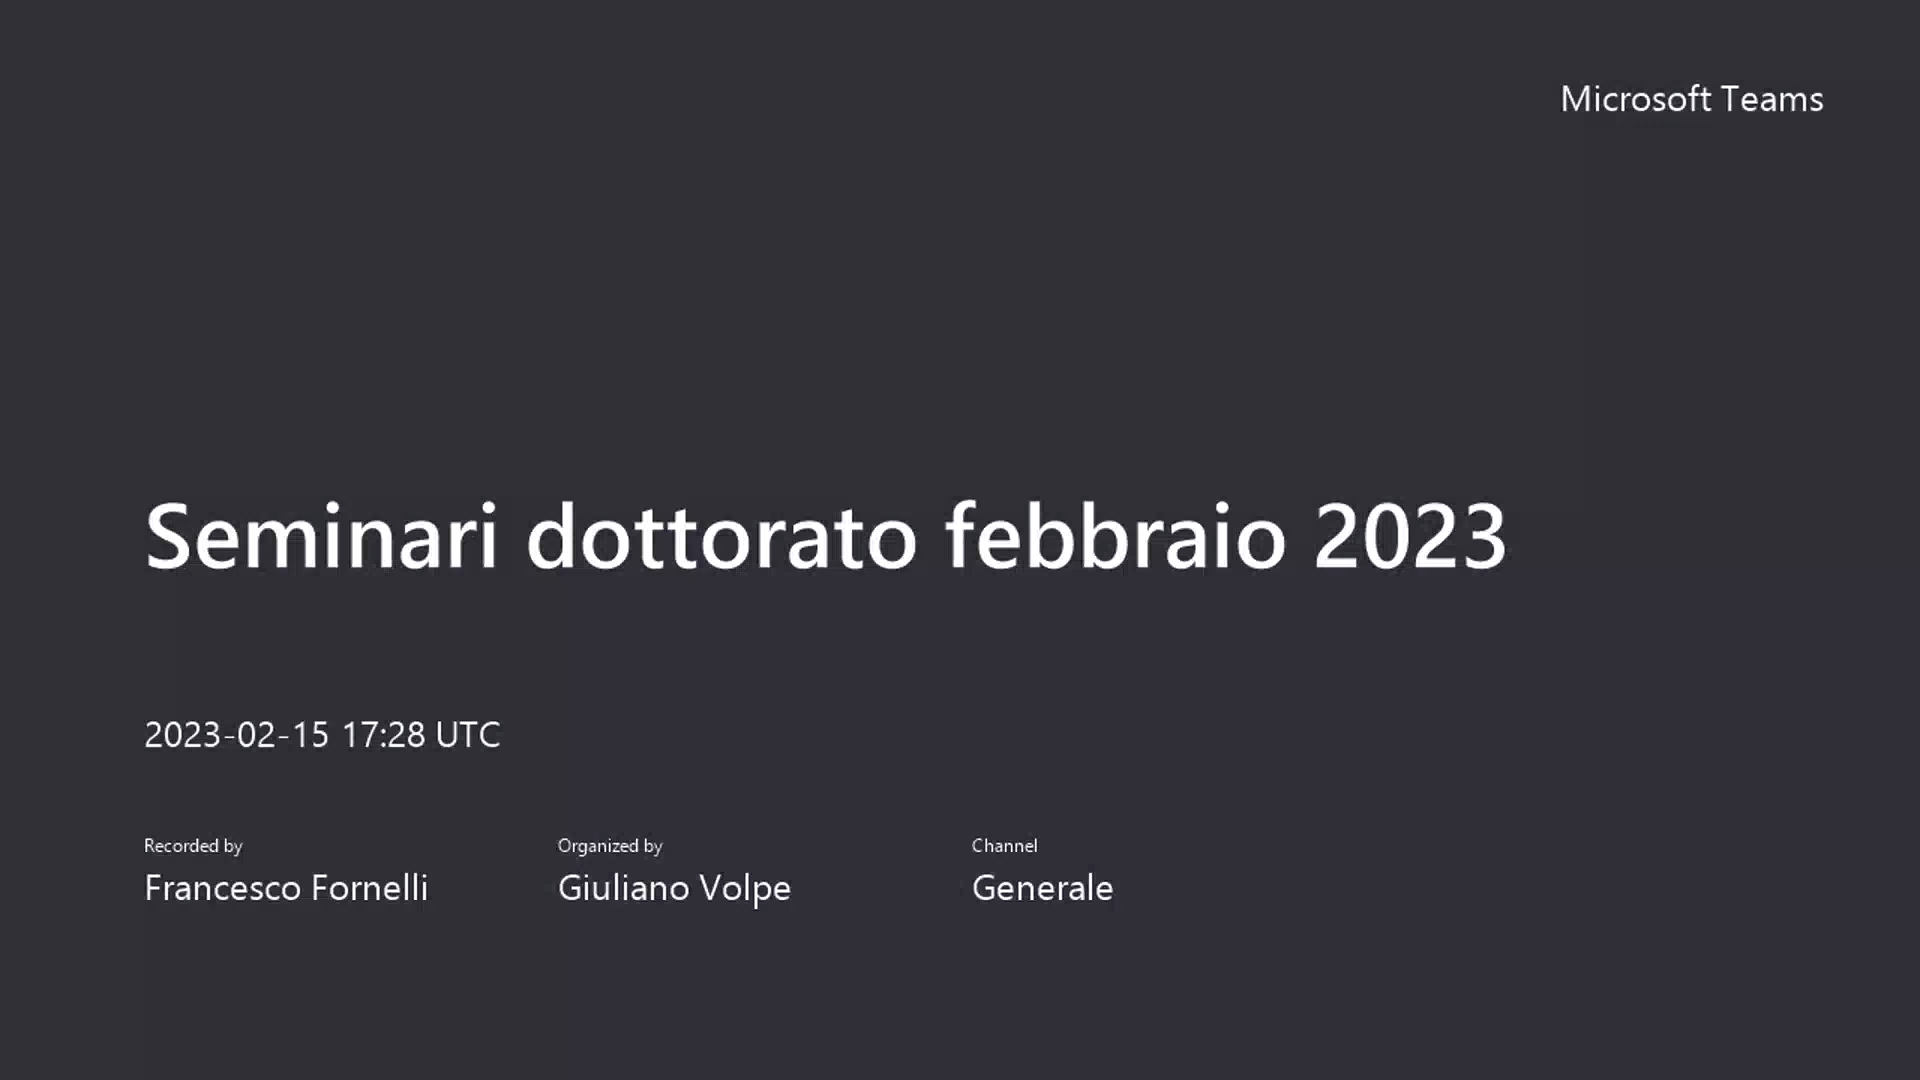 Microsoft Teams
Seminari dottorato febbraio 2023
2023-02-15 17:28 UTC
Recorded by
Francesco Fornelli
Organized by
Giuliano Volpe
Channel
Generale